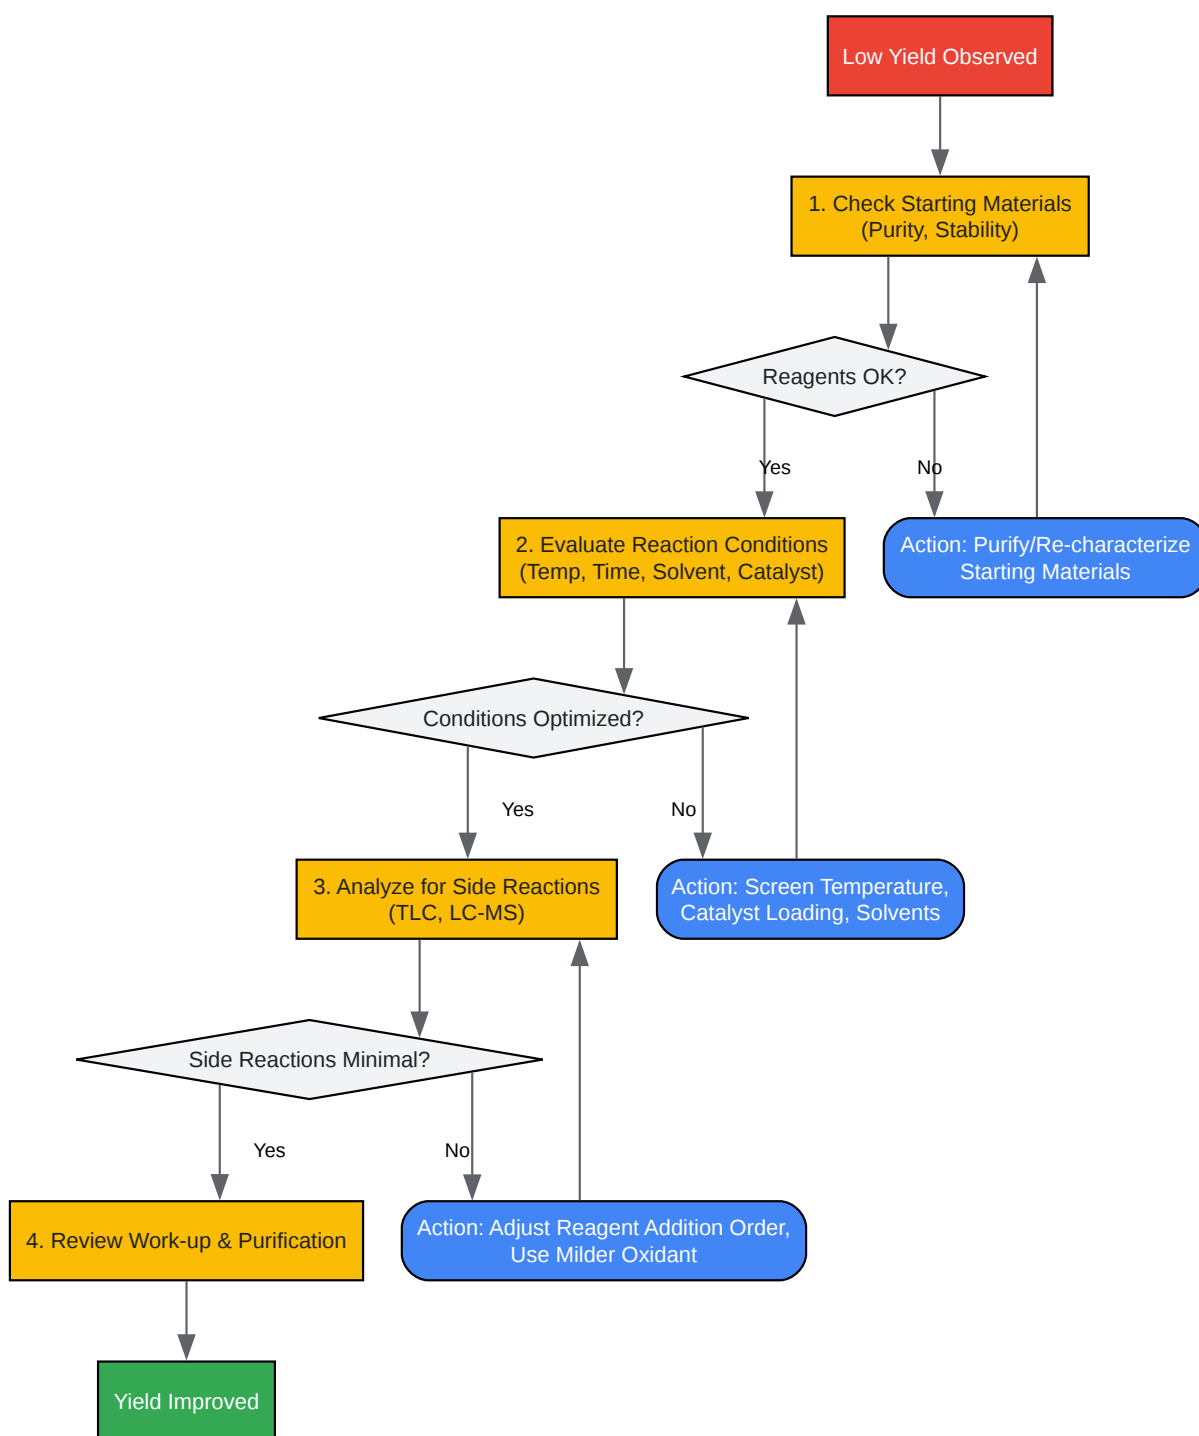 Low Yield Observed
1. Check Starting Materials
(Purity, Stability)
Reagents OK?
Yes
No
2. Evaluate Reaction Conditions
(Temp, Time, Solvent, Catalyst)
Action: Purify/Re-characterize
Starting Materials
Conditions Optimized?
Yes
No
3. Analyze for Side Reactions
(TLC, LC-MS)
Action: Screen Temperature,
Catalyst Loading, Solvents
Side Reactions Minimal?
Yes
No
4. Review Work-up & Purification
Action: Adjust Reagent Addition Order,
Use Milder Oxidant
Yield Improved